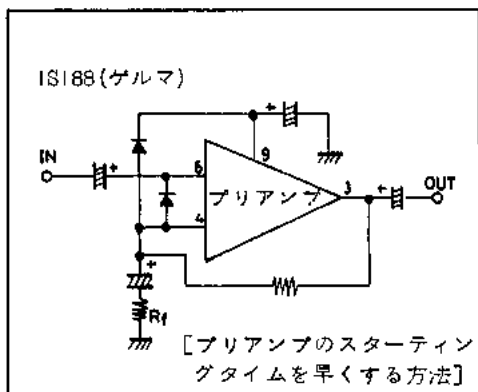 1S188(ゲルマ)
+
9
IN
+
6
プリアンプ
3
+
OUT
4
+
Rf
[プリアンプのスターティン
グタイムを早くする方法]